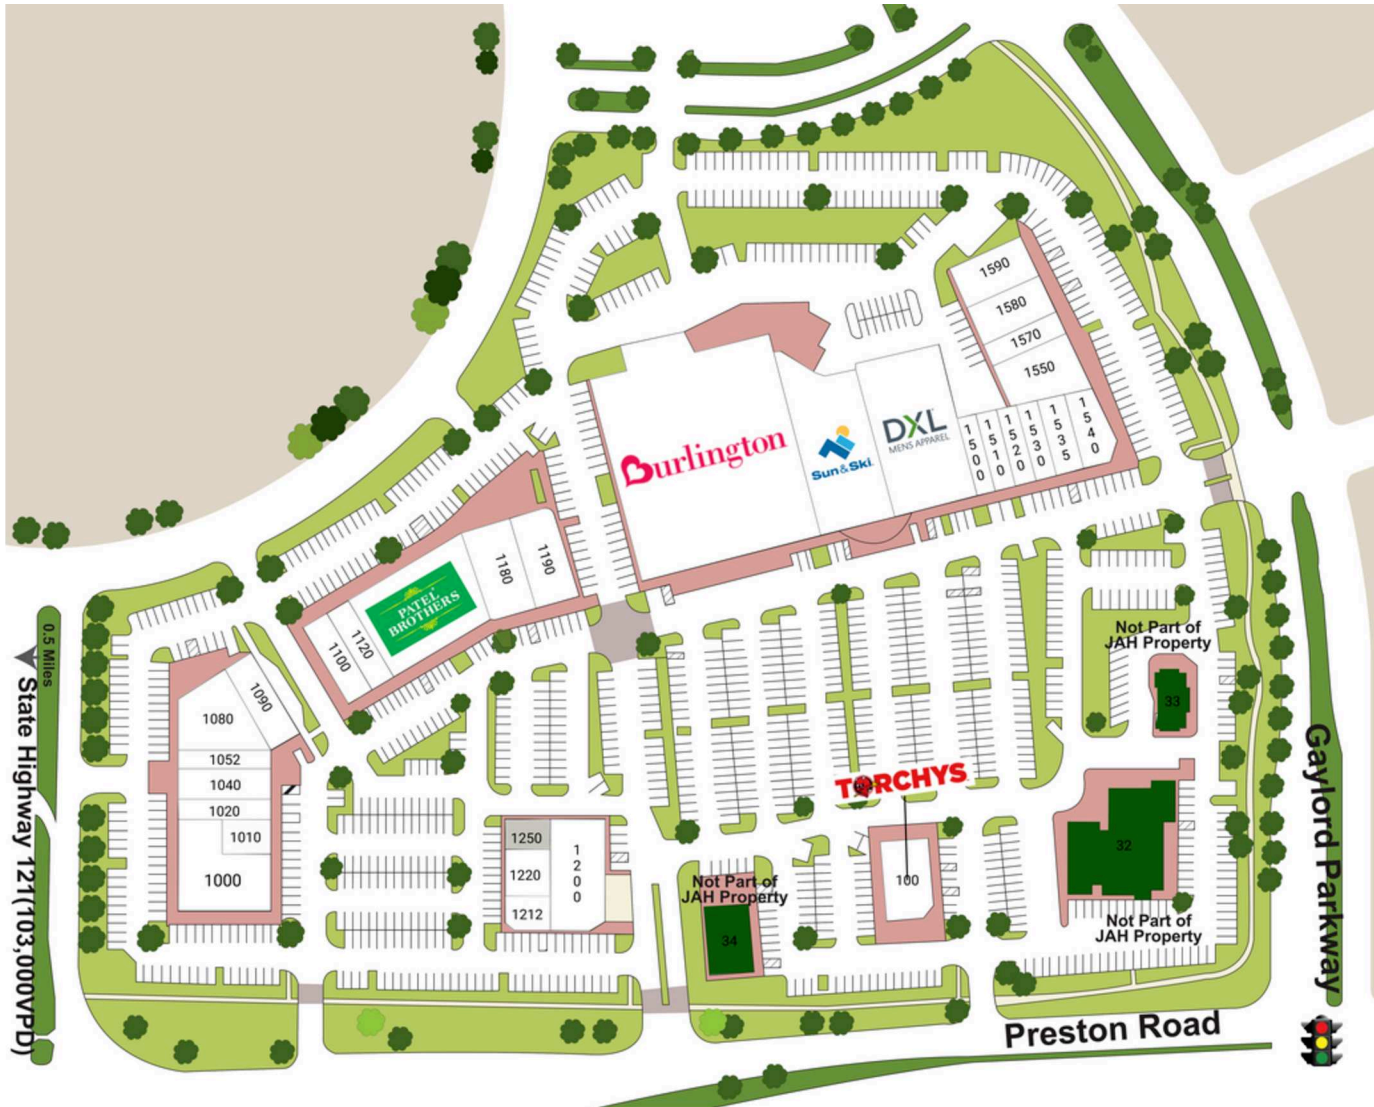 1590
1580
1570
1550
1500
1510
1520
1530
1535
1540
Burlington
Sun&Ski
DXL
MENS APPAREL
1190
1180
PATEL
BROTHERS
1120
1100
1090
1080
1052
1040
1020
1010
1000
1250
1220
1212
1200
TORCHYS
100
Not Part of
JAH Property
33
32
Not Part of
JAH Property
Not Part of
JAH Property
34
0.5 Miles
State Highway 121(103,000VPD)
Gaylord Parkway
Preston Road